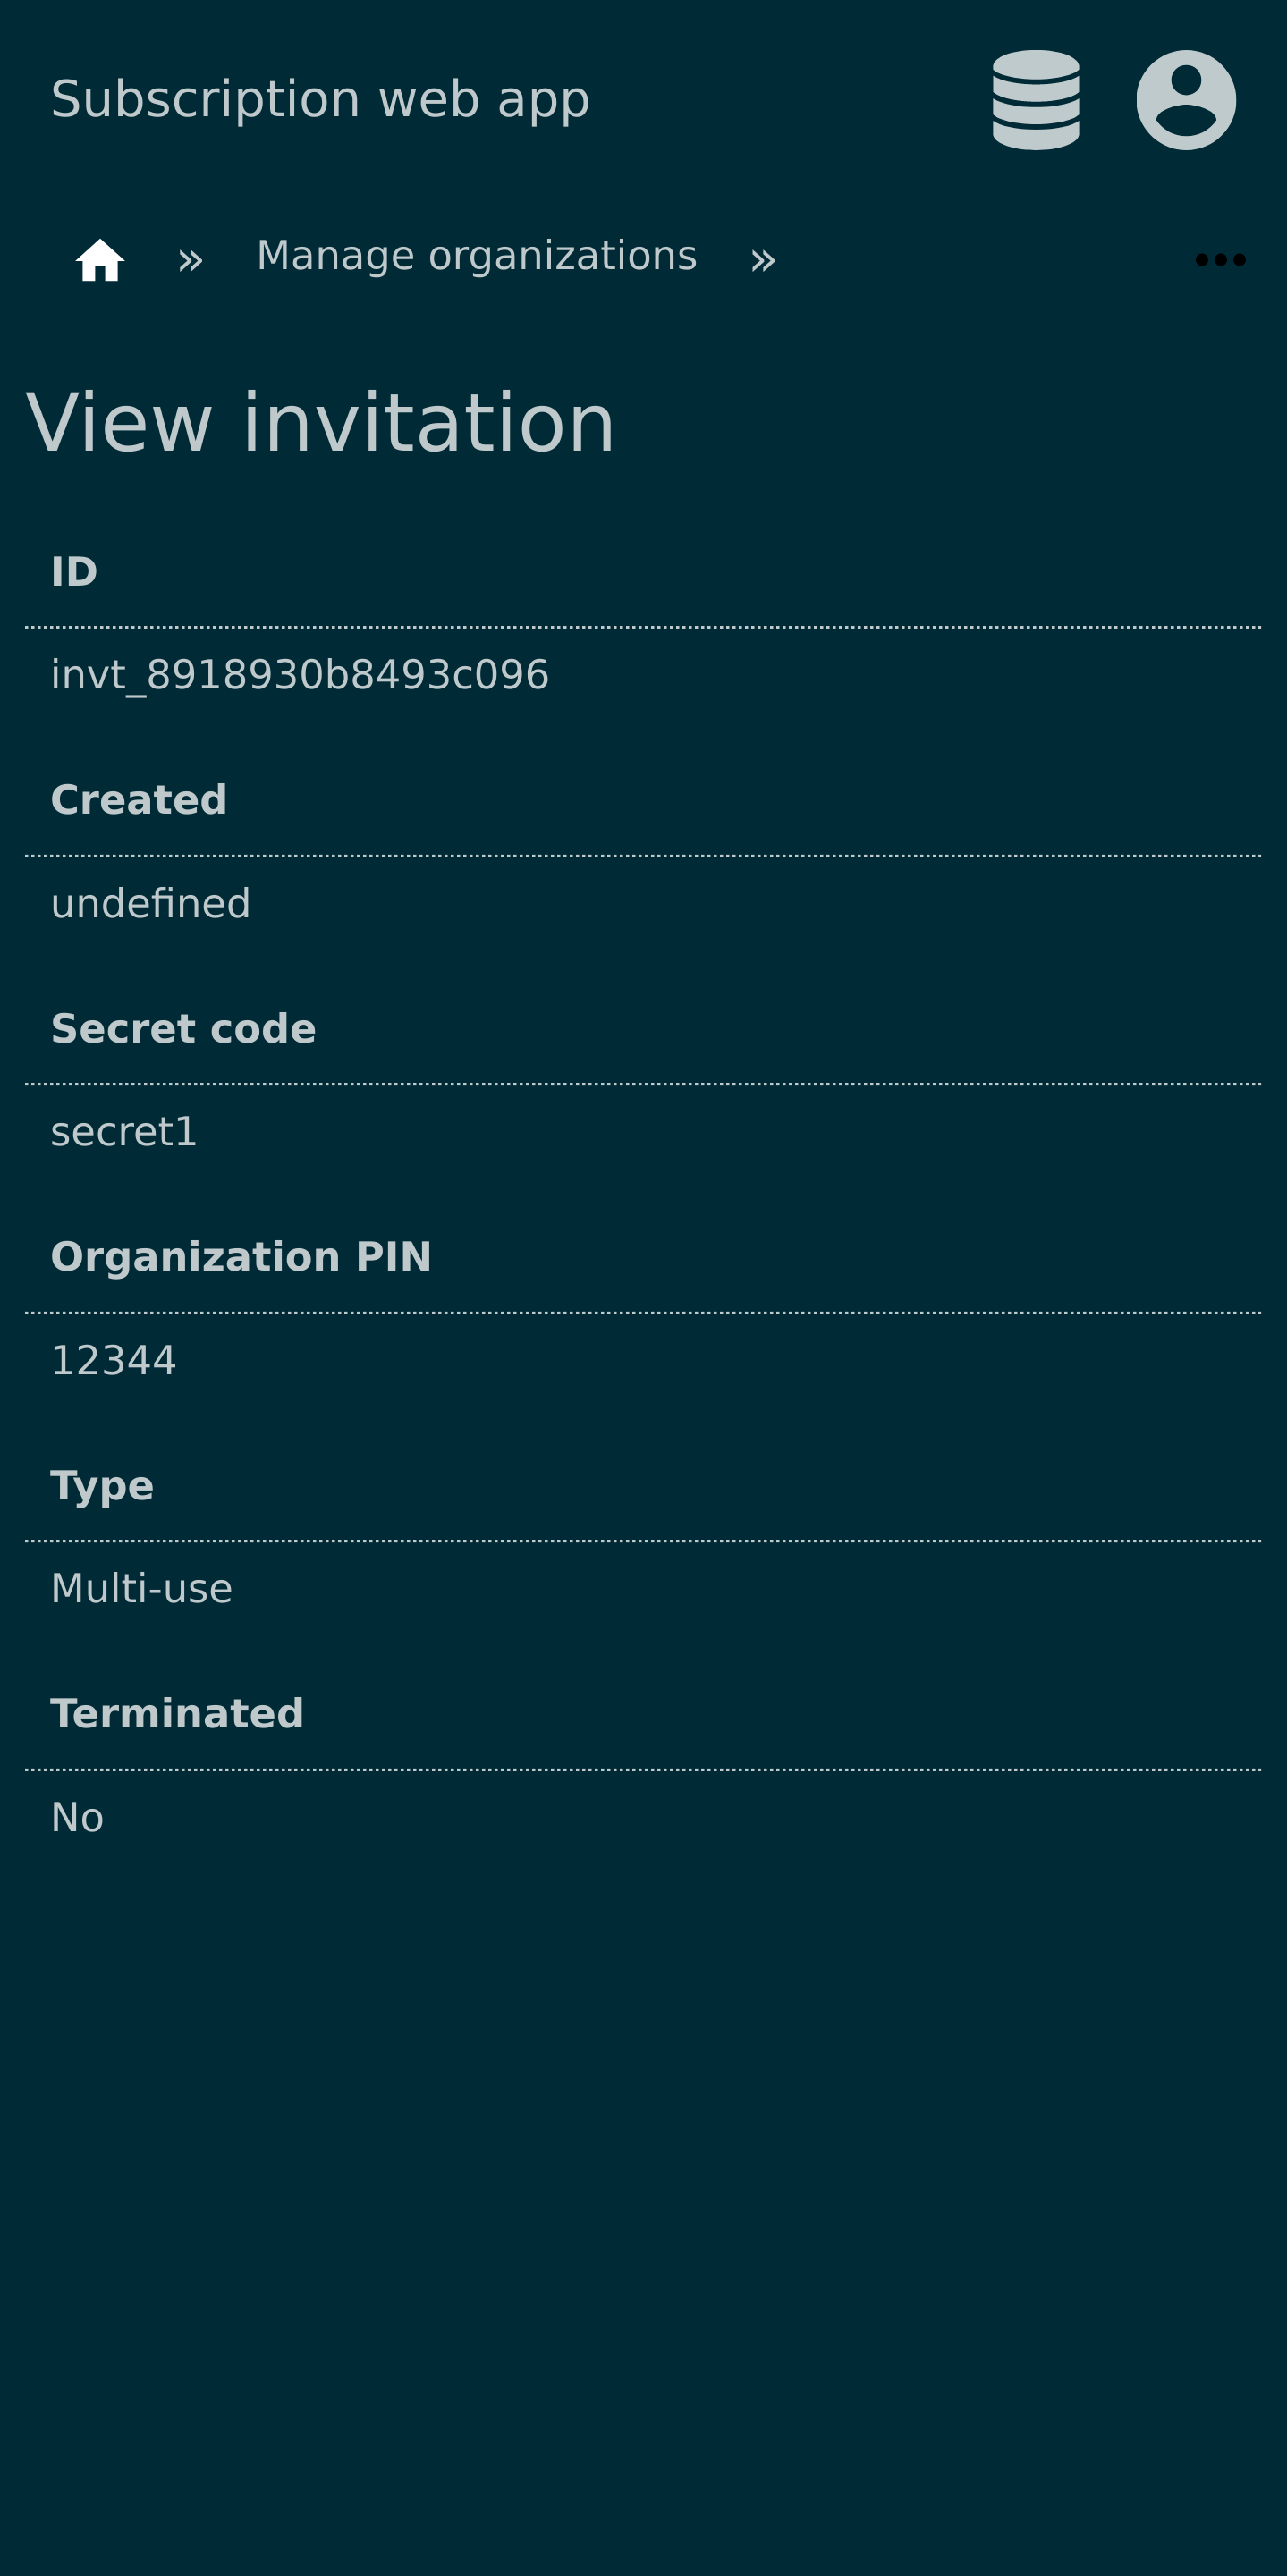 Subscription web app
» Manage organizations »
View invitation
ID
invt_8918930b8493c096
Created
undefined
Secret code
secret1
Organization PIN
12344
Type
Multi-use
Terminated
No